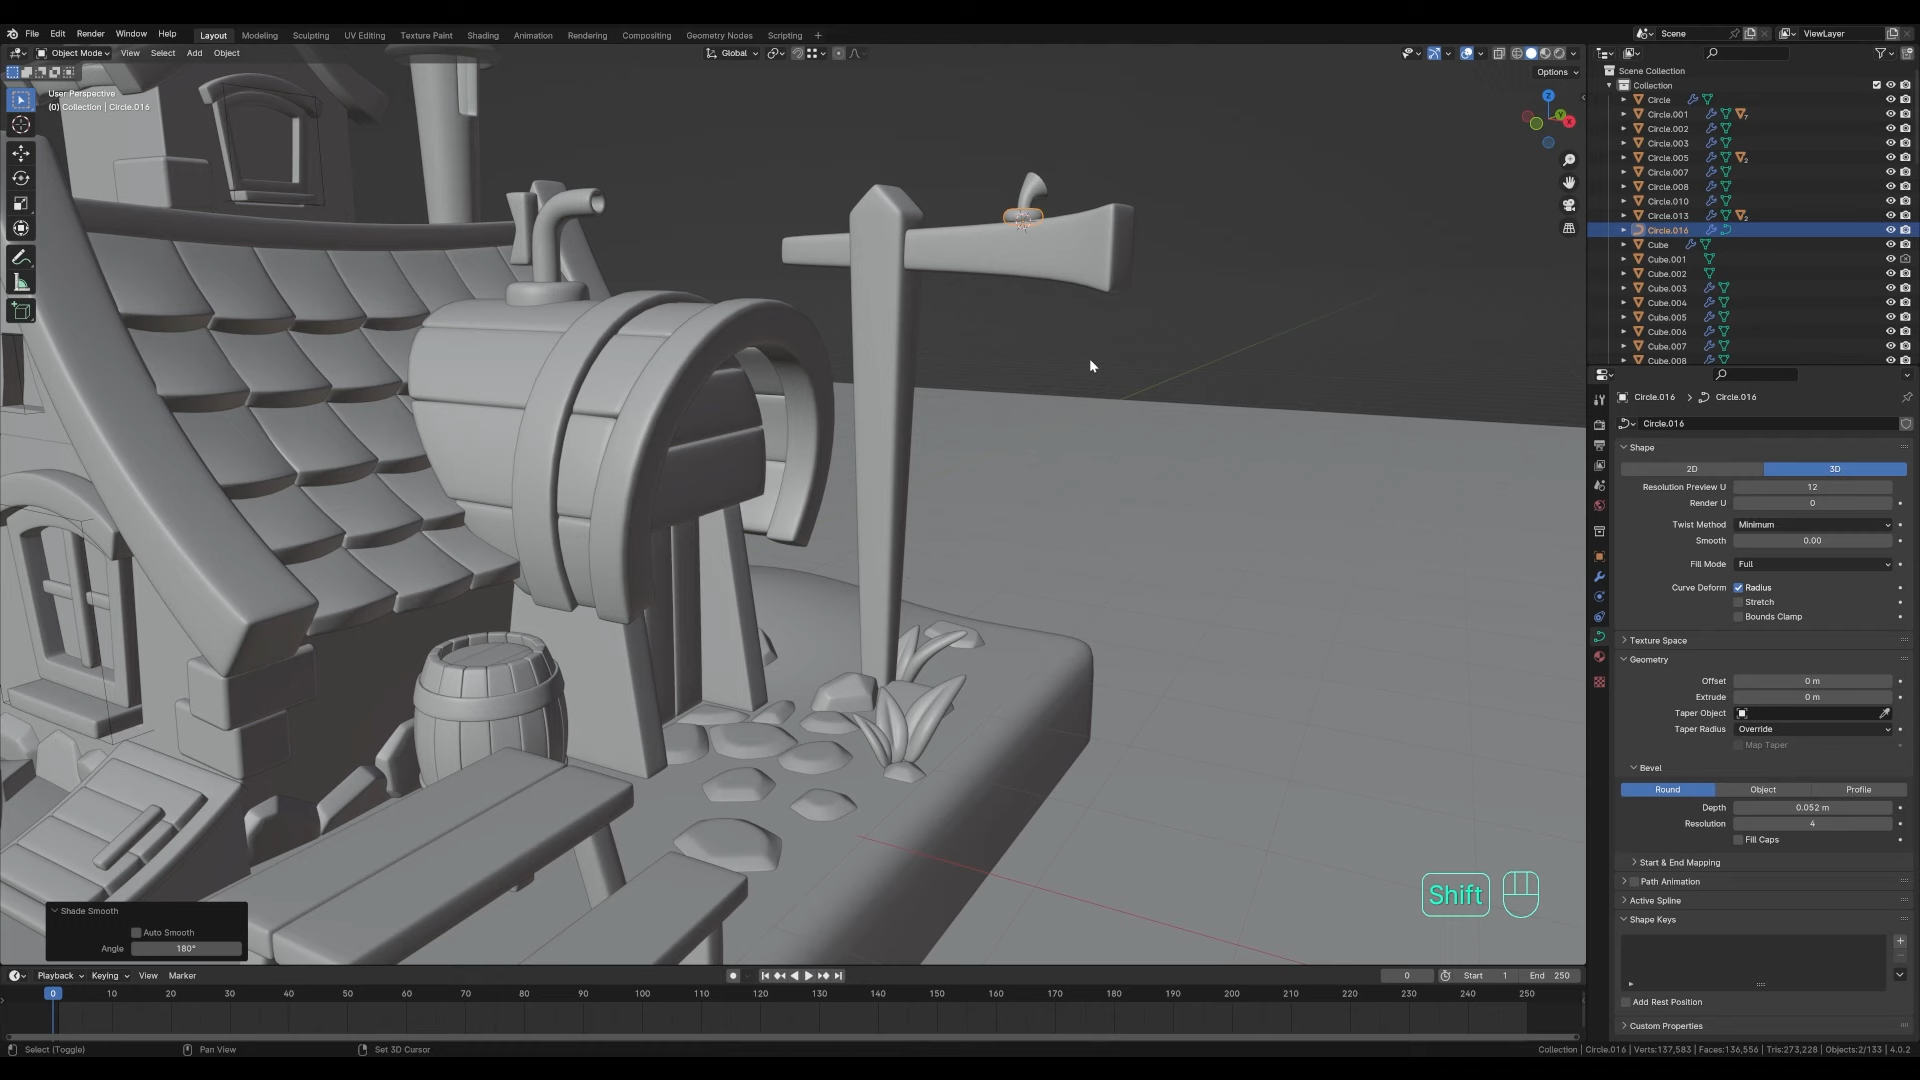 File Edit Render Window Help Layout Modeling Sculpting UV Editing Texture Paint Shading Animation Rendering Compositing Geometry Nodes Scripting + Scene ViewLayer
Object Mode View Select Add Object Global
Options
User Perspective
(0) Collection | Circle.016
Z
Y
X
Scene Collection
Collection
Circle
Circle.001 7
Circle.002
Circle.003
Circle.005 2
Circle.007
Circle.008
Circle.010
Circle.013 2
Circle.016
Cube
Cube.001
Cube.002
Cube.003
Cube.004
Cube.005
Cube.006
Cube.007
Cube.008
Circle.016 > Circle.016
Circle.016
Shape
2D 3D
Resolution Preview U 12
Render U 0
Twist Method Minimum
Smooth 0.00
Fill Mode Full
Curve Deform Radius
Stretch
Bounds Clamp
Texture Space
Geometry
Offset 0 m
Extrude 0 m
Taper Object
Taper Radius Override
Map Taper
Bevel
Round Object Profile
Depth 0.052 m
Resolution 4
Fill Caps
Start & End Mapping
Path Animation
Active Spline
Shape Keys
Add Rest Position
Custom Properties
Shift
Shade Smooth
Auto Smooth
Angle 180°
Playback Keying View Marker 0 Start 1 End 250
0 10 20 30 40 50 60 70 80 90 100 110 120 130 140 150 160 170 180 190 200 210 220 230 240 250
Select (Toggle) Pan View Set 3D Cursor Collection | Circle.016 | Verts:137,583 | Faces:136,556 | Tris:273,228 | Objects:2/133 | 4.0.2